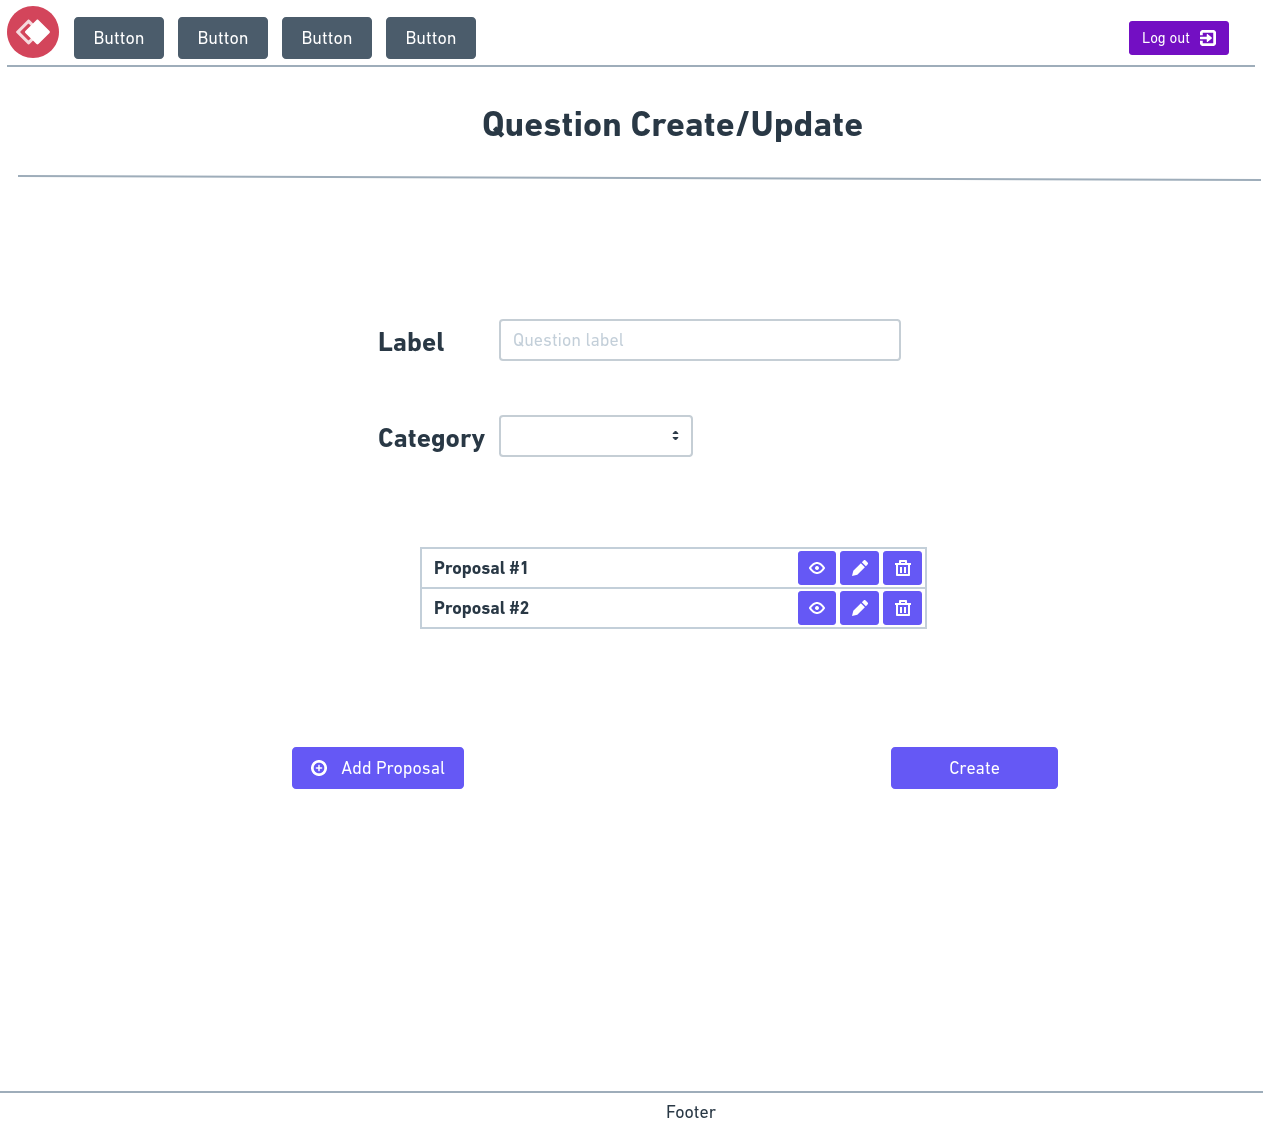 Button Button Button Button Log out
Question Create/Update
Label Question label
Category
Proposal #1
Proposal #2
Add Proposal Create
Footer